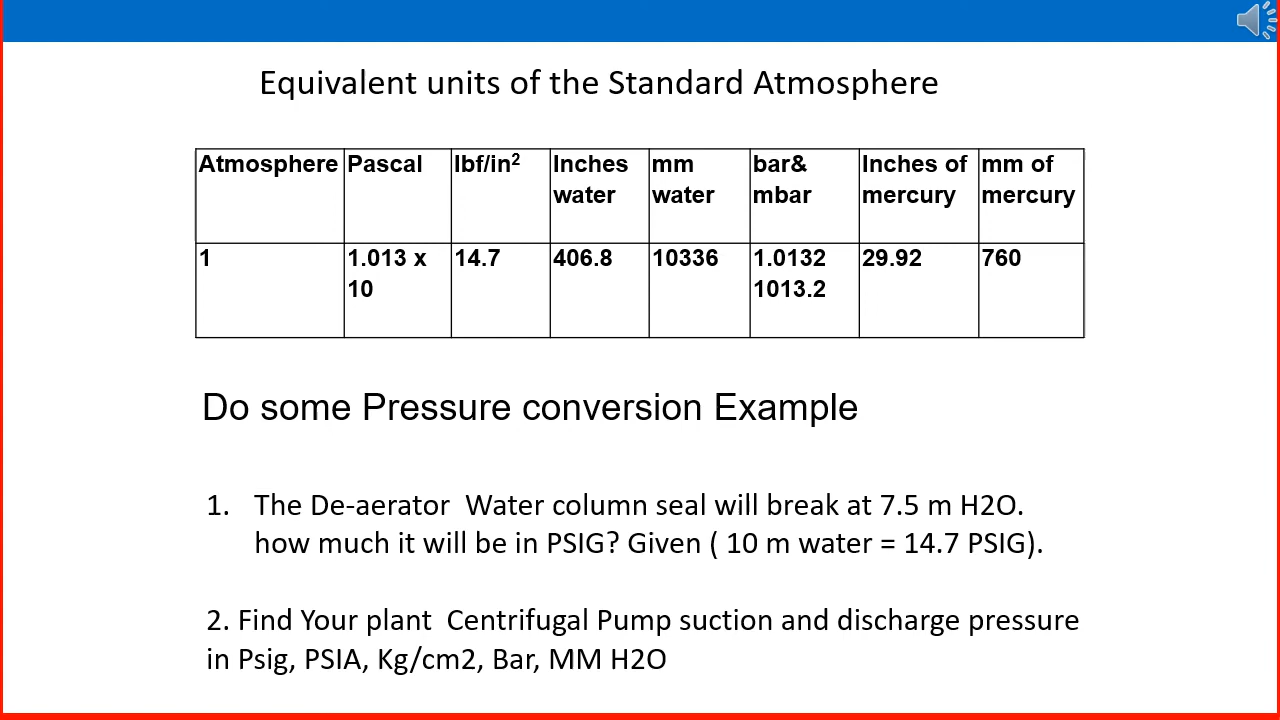 Equivalent units of the Standard Atmosphere
Atmosphere Pascal lbf/in² Inches water mm water bar& mbar Inches of mercury mm of mercury
1 1.013 x 10 14.7 406.8 10336 1.0132 1013.2 29.92 760
Do some Pressure conversion Example
1. The De-aerator Water column seal will break at 7.5 m H2O.
how much it will be in PSIG? Given ( 10 m water = 14.7 PSIG).
2. Find Your plant Centrifugal Pump suction and discharge pressure
in Psig, PSIA, Kg/cm2, Bar, MM H2O